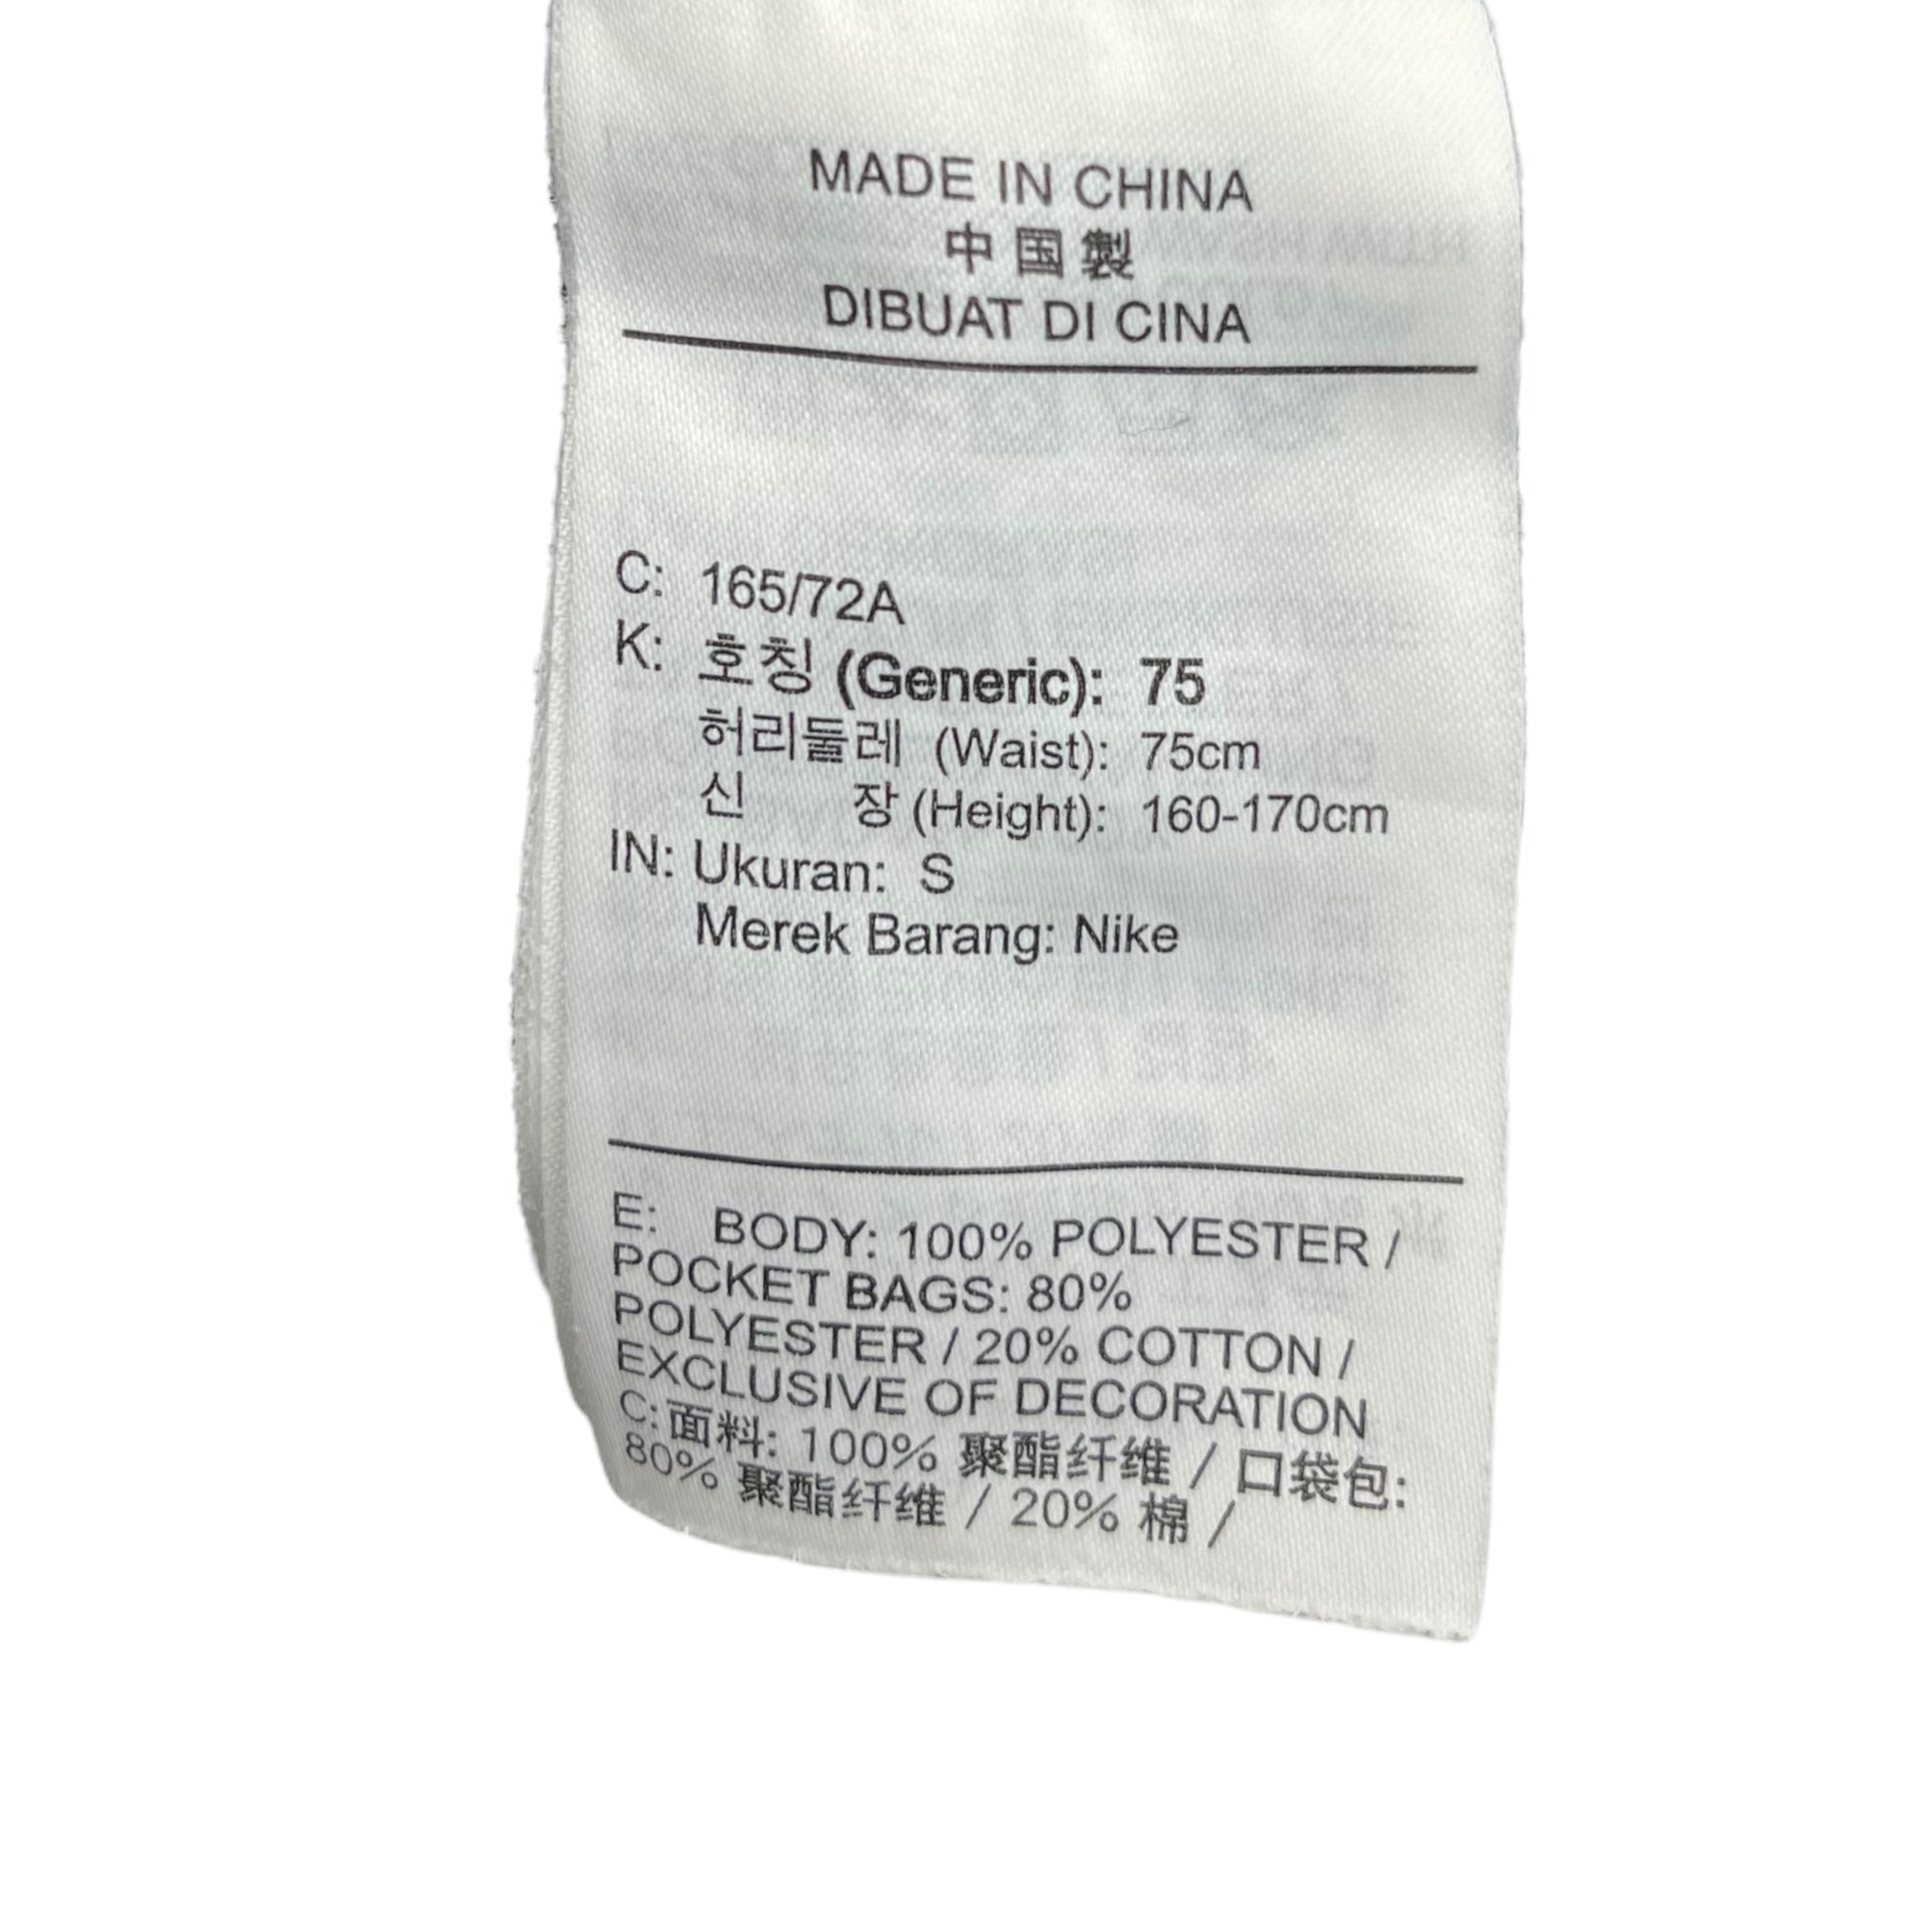 MADE IN CHINA
中国製
DIBUAT DI CINA
C: 165/72A
K: 호칭 (Generic): 75
허리둘레 (Waist): 75cm
신 장 (Height): 160-170cm
IN: Ukuran: S
Merek Barang: Nike
E: BODY: 100% POLYESTER /
POCKET BAGS: 80%
POLYESTER / 20% COTTON /
EXCLUSIVE OF DECORATION
C: 面料: 100% 聚酯纤维 / 口袋包:
80% 聚酯纤维 / 20% 棉 /